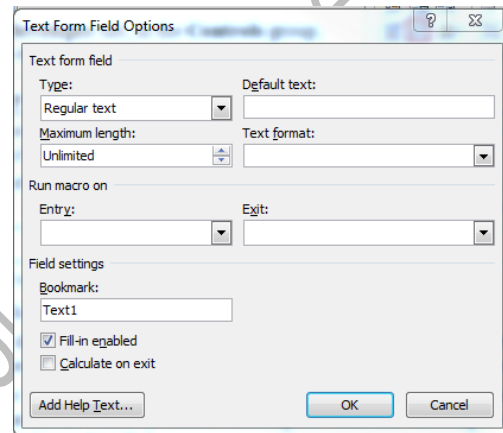 Text Form Field Options
Text form field
Type: Default text:
Regular text
Maximum length: Text format:
Unlimited
Run macro on
Entry: Exit:
Field settings
Bookmark:
Text1
Fill-in enabled
Calculate on exit
Add Help Text... OK Cancel